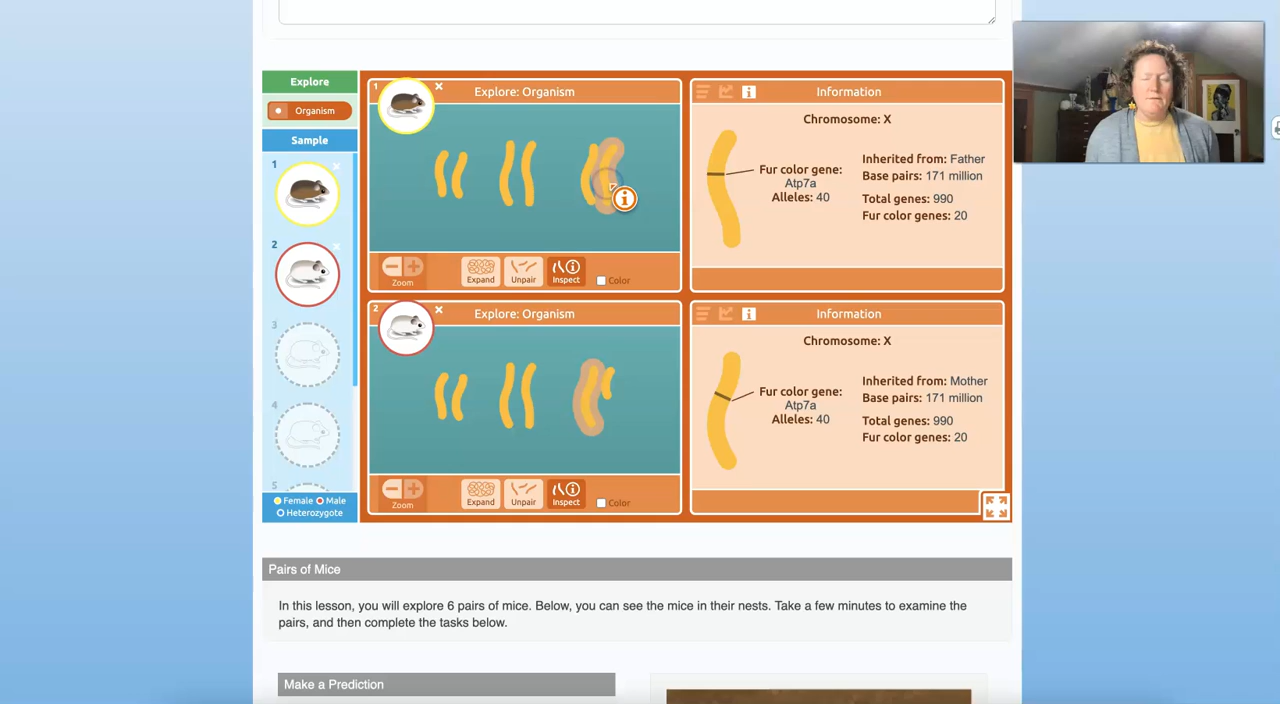 Explore
Organism
Sample
1
2
3
4
5
Female Male
Heterozygote
1
Explore: Organism
Zoom
Expand
Unpair
Inspect
Color
Information
Chromosome: X
Fur color gene:
Atp7a
Alleles: 40
Inherited from: Father
Base pairs: 171 million
Total genes: 990
Fur color genes: 20
2
Explore: Organism
Zoom
Expand
Unpair
Inspect
Color
Information
Chromosome: X
Fur color gene:
Atp7a
Alleles: 40
Inherited from: Mother
Base pairs: 171 million
Total genes: 990
Fur color genes: 20
Pairs of Mice
In this lesson, you will explore 6 pairs of mice. Below, you can see the mice in their nests. Take a few minutes to examine the
pairs, and then complete the tasks below.
Make a Prediction